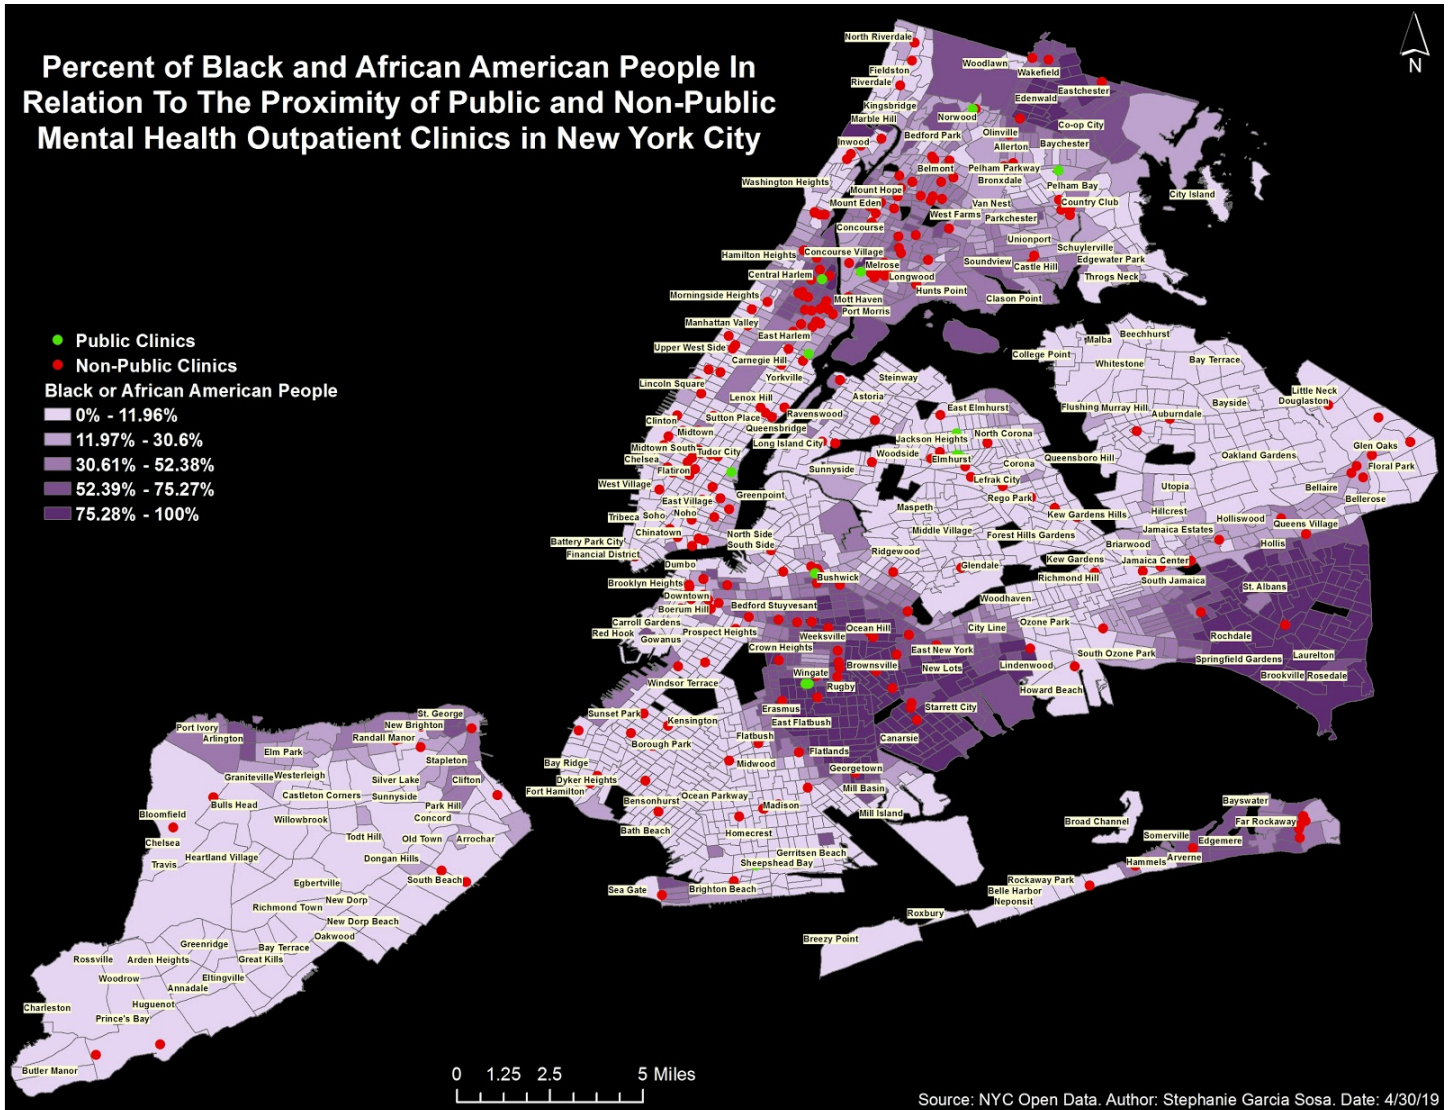 Percent of Black and African American People In
Relation To The Proximity of Public and Non-Public
Mental Health Outpatient Clinics in New York City
N
Public Clinics
Non-Public Clinics
Black or African American People
0% - 11.96%
11.97% - 30.6%
30.61% - 52.38%
52.39% - 75.27%
75.28% - 100%
North Riverdale
Woodlawn
Wakefield
Fieldston
Riverdale
Eastchester
Edenwald
Kingsbridge
Norwood
Marble Hill
Co-op City
Olinville
Bedford Park
Allerton
Baychester
Inwood
Belmont
Pelham Parkway
Bronxdale
Washington Heights
Pelham Bay
Mount Hope
City Island
Mount Eden
Van Nest
Country Club
West Farms
Parkchester
Concourse
Unionport
Schuylerville
Hamilton Heights
Concourse Village
Edgewater Park
Melrose
Soundview
Castle Hill
Central Harlem
Longwood
Throgs Neck
Hunts Point
Morningside Heights
Mott Haven
Clason Point
Port Morris
Manhattan Valley
East Harlem
Upper West Side
Carnegie Hill
Yorkville
Lincoln Square
Lenox Hill
Clinton
Sutton Place
Midtown
Midtown South
Tudor City
Chelsea
Flatiron
West Village
East Village
Noho
Tribeca
Soho
Chinatown
Battery Park City
Financial District
College Point
Malba
Beechhurst
Whitestone
Bay Terrace
Steinway
Astoria
Ravenswood
Queensbridge
Long Island City
East Elmhurst
Jackson Heights
North Corona
Woodside
Elmhurst
Sunnyside
Corona
Lefrak City
Rego Park
Flushing
Murray Hill
Auburndale
Bayside
Little Neck
Douglaston
Glen Oaks
Queensboro Hill
Oakland Gardens
Floral Park
Utopia
Bellaire
Bellerose
Greenpoint
Maspeth
Kew Gardens Hills
Hillcrest
Holliswood
Queens Village
Middle Village
Forest Hills Gardens
Jamaica Estates
North Side
South Side
Briarwood
Hollis
Ridgewood
Kew Gardens
Jamaica Center
Dumbo
Glendale
Richmond Hill
South Jamaica
St. Albans
Brooklyn Heights
Bushwick
Downtown
Woodhaven
Boerum Hill
Bedford Stuyvesant
Carroll Gardens
Red Hook
Gowanus
Prospect Heights
Ocean Hill
Weeksville
City Line
Ozone Park
Rochdale
Crown Heights
East New York
South Ozone Park
Laurelton
Brownsville
New Lots
Lindenwood
Springfield Gardens
Wingate
Brookville
Rosedale
Windsor Terrace
Rugby
Howard Beach
Sunset Park
Erasmus
Starrett City
Kensington
East Flatbush
Flatbush
Canarsie
Borough Park
Flatlands
Bay Ridge
Midwood
Georgetown
Dyker Heights
Fort Hamilton
Ocean Parkway
Mill Basin
Bensonhurst
Madison
Mill Island
Bath Beach
Homecrest
Gerritsen Beach
Sheepshead Bay
Sea Gate
Brighton Beach
Bayswater
Broad Channel
Far Rockaway
Somerville
Edgemere
Arverne
Hammels
Rockaway Park
Belle Harbor
Neponsit
Roxbury
Breezy Point
St. George
Port Ivory
New Brighton
Arlington
Randall Manor
Elm Park
Stapleton
Graniteville
Westerleigh
Silver Lake
Clifton
Castleton Corners
Sunnyside
Bulls Head
Park Hill
Bloomfield
Willowbrook
Concord
Chelsea
Todt Hill
Old Town
Arrochar
Heartland Village
Travis
Dongan Hills
Egbertville
South Beach
New Dorp
Richmond Town
New Dorp Beach
Oakwood
Greenridge
Bay Terrace
Rossville
Arden Heights
Great Kills
Woodrow
Eltingville
Annadale
Huguenot
Charleston
Prince's Bay
Butler Manor
0 1.25 2.5 5 Miles
Source: NYC Open Data. Author: Stephanie Garcia Sosa. Date: 4/30/19